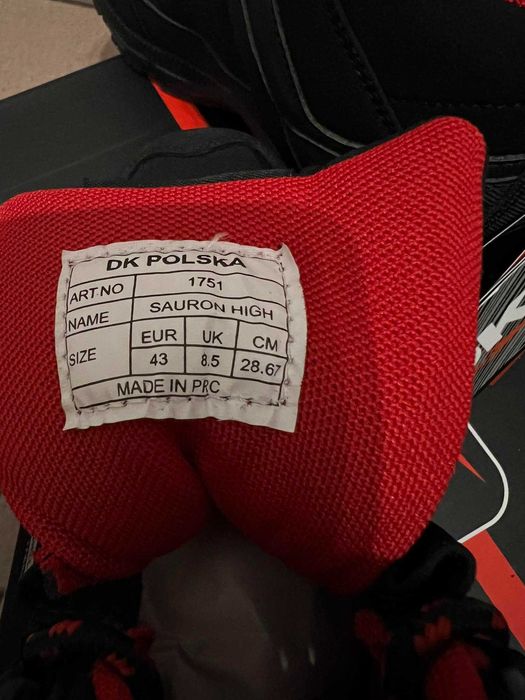 DK POLSKA
ART.NO 1751
NAME SAURON HIGH
SIZE EUR UK CM
43 8.5 28.67
MADE IN PRC